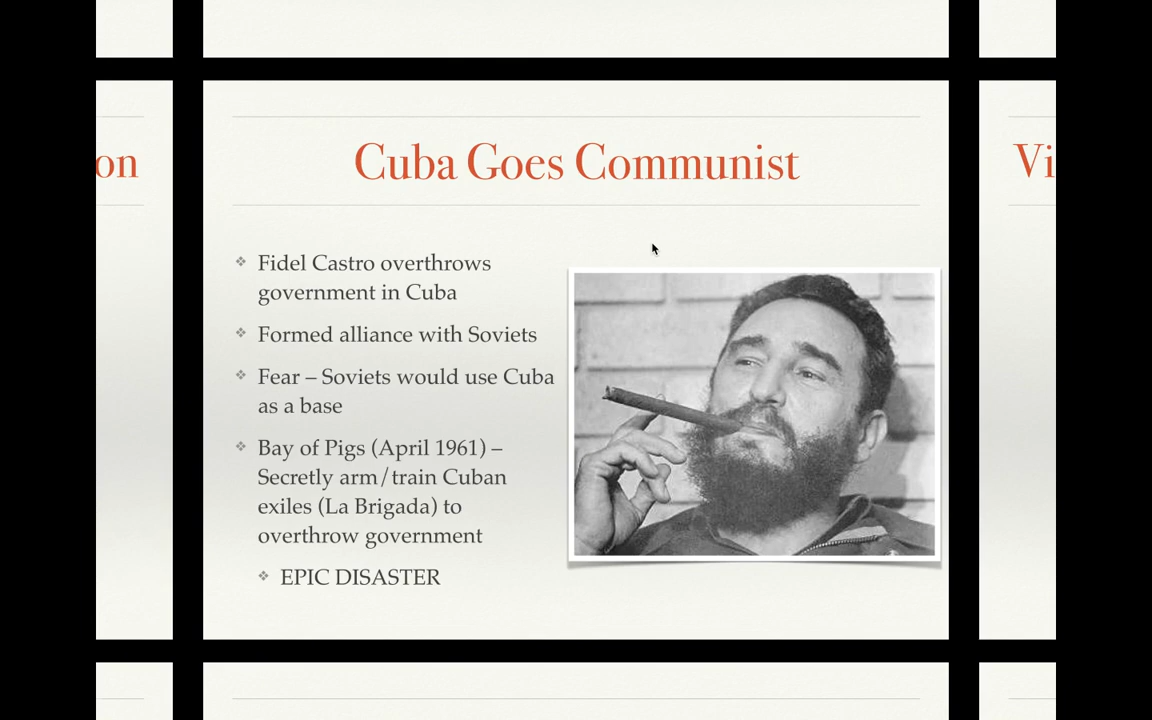 on
Cuba Goes Communist
Vi
Fidel Castro overthrows
government in Cuba
Formed alliance with Soviets
Fear – Soviets would use Cuba
as a base
Bay of Pigs (April 1961) –
Secretly arm/train Cuban
exiles (La Brigada) to
overthrow government
EPIC DISASTER